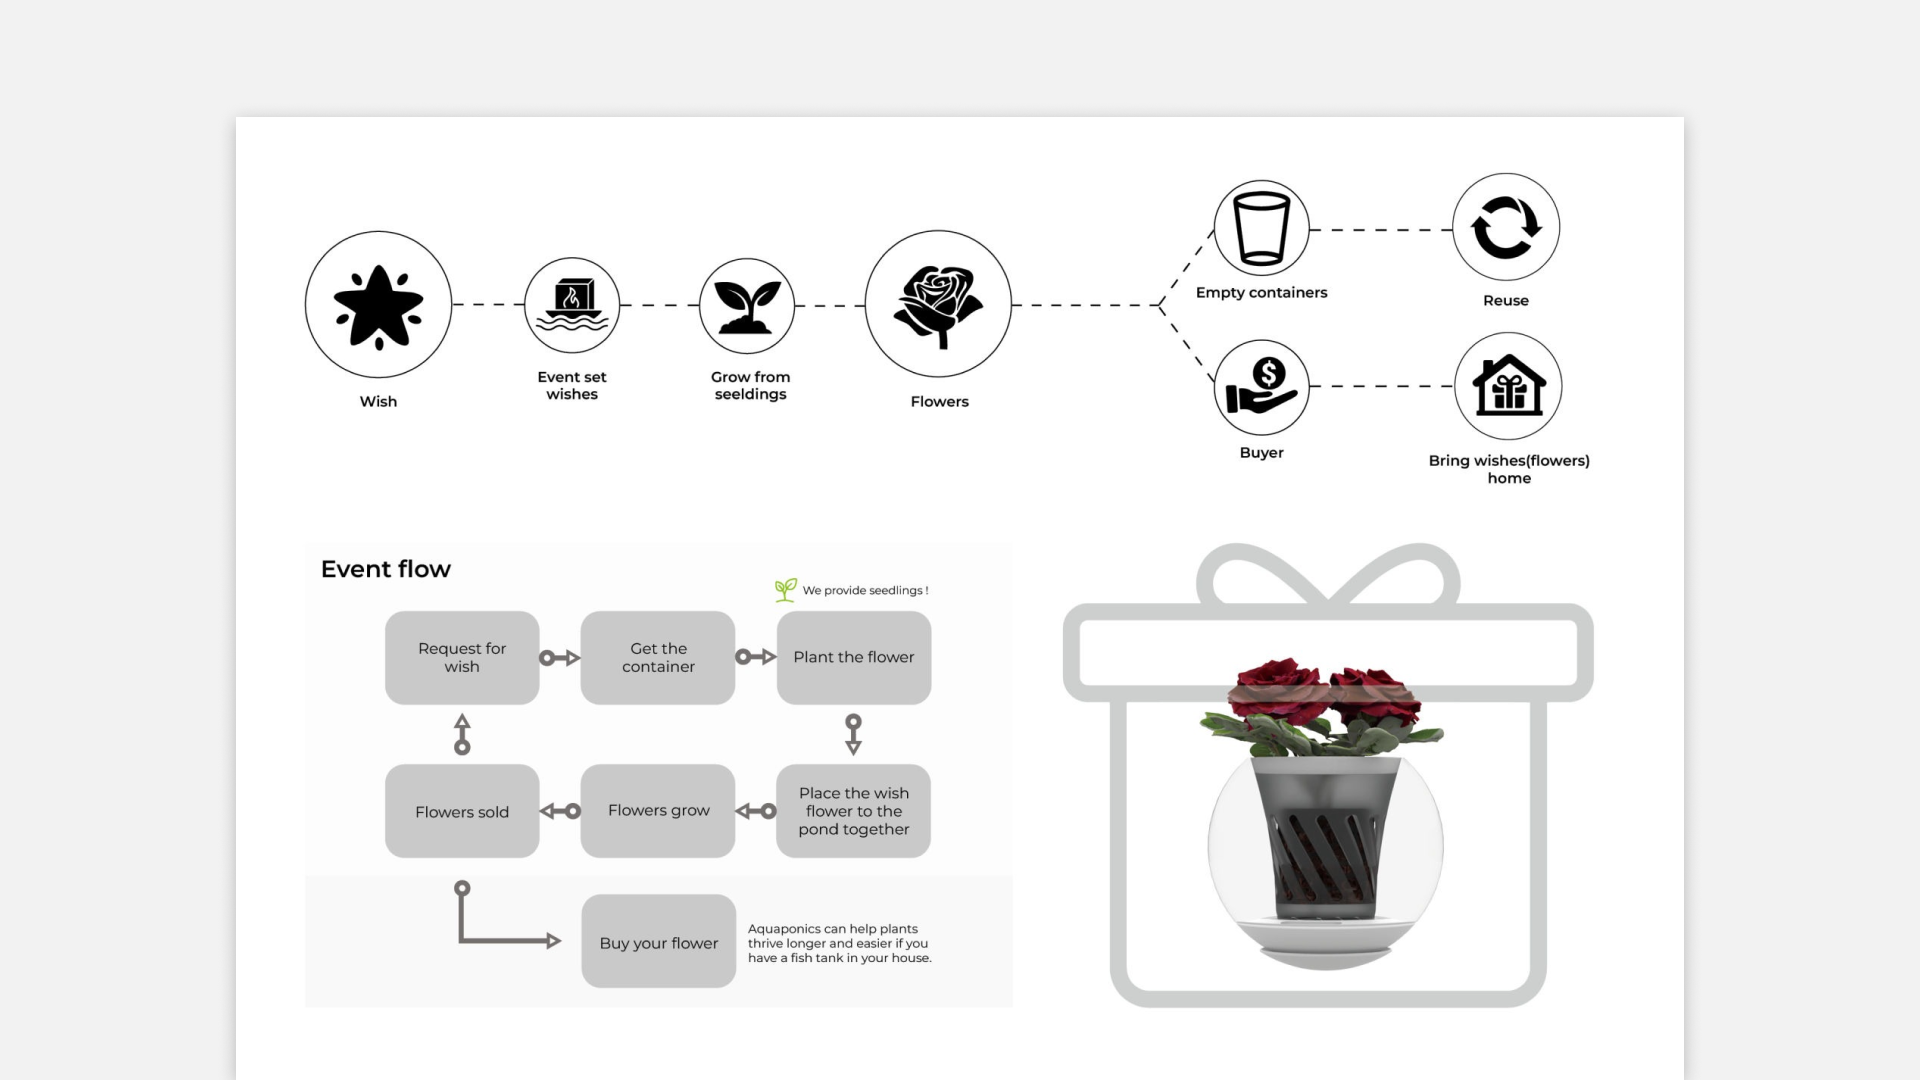 Wish
Event set
wishes
Grow from
seeldings
Flowers
Empty containers
Reuse
Buyer
Bring wishes(flowers)
home
Event flow
We provide seedlings !
Request for
wish
Get the
container
Plant the flower
Flowers sold
Flowers grow
Place the wish
flower to the
pond together
Buy your flower
Aquaponics can help plants
thrive longer and easier if you
have a fish tank in your house.